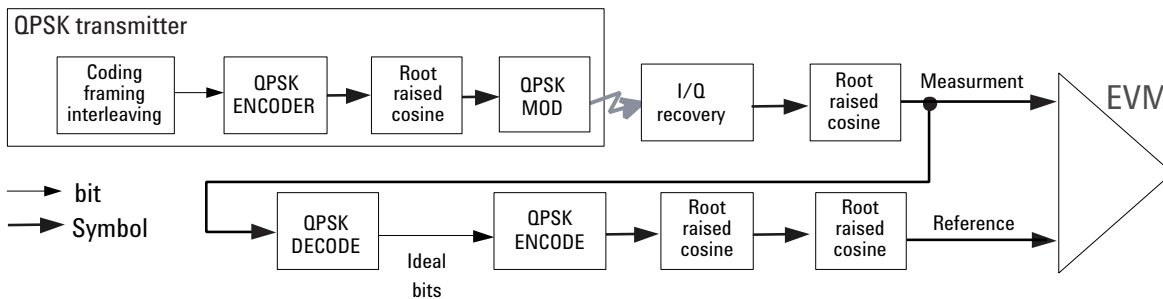 QPSK transmitter
Coding
framing
interleaving
QPSK
ENCODER
Root
raised
cosine
QPSK
MOD
I/Q
recovery
Root
raised
cosine
Measurment
EVM
bit
Symbol
QPSK
DECODE
Ideal
bits
QPSK
ENCODE
Root
raised
cosine
Root
raised
cosine
Reference